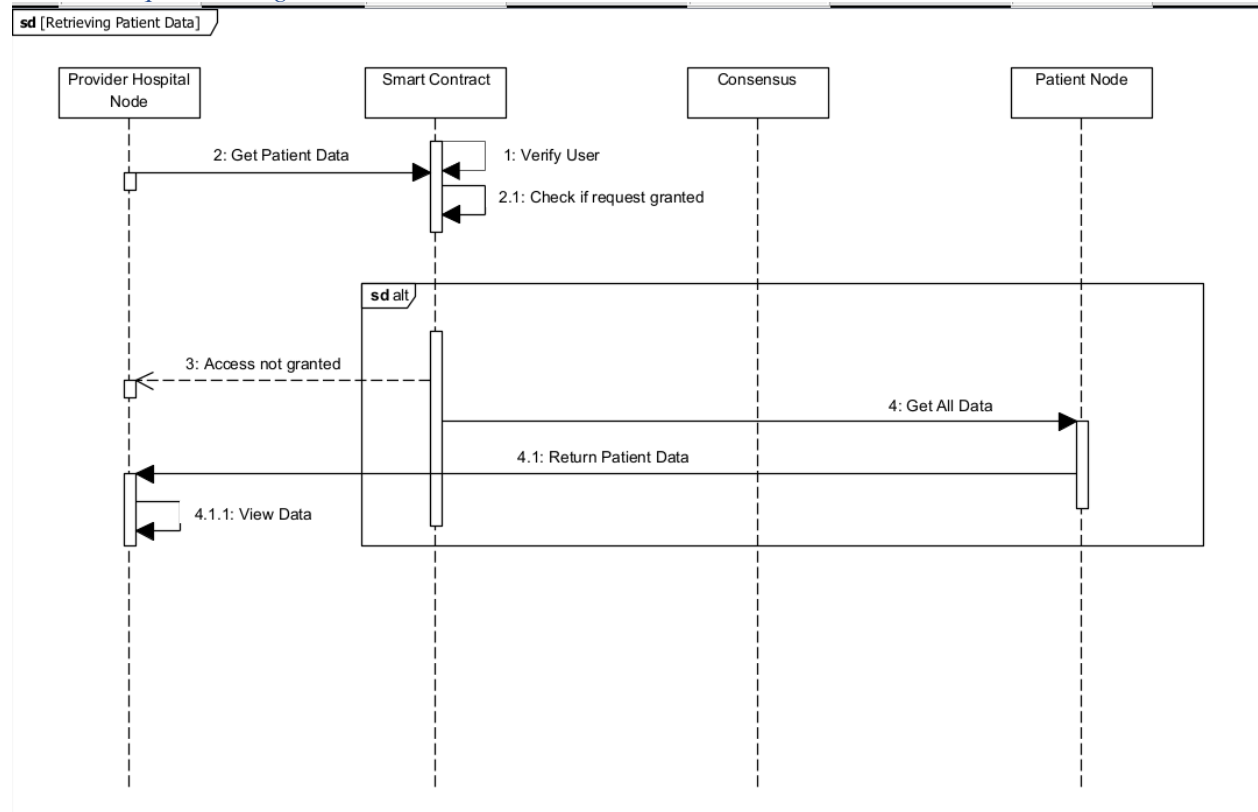 sd [Retrieving Patient Data]
Provider Hospital
Node
Smart Contract
Consensus
Patient Node
2: Get Patient Data
1: Verify User
2.1: Check if request granted
sd alt
3: Access not granted
4: Get All Data
4.1: Return Patient Data
4.1.1: View Data